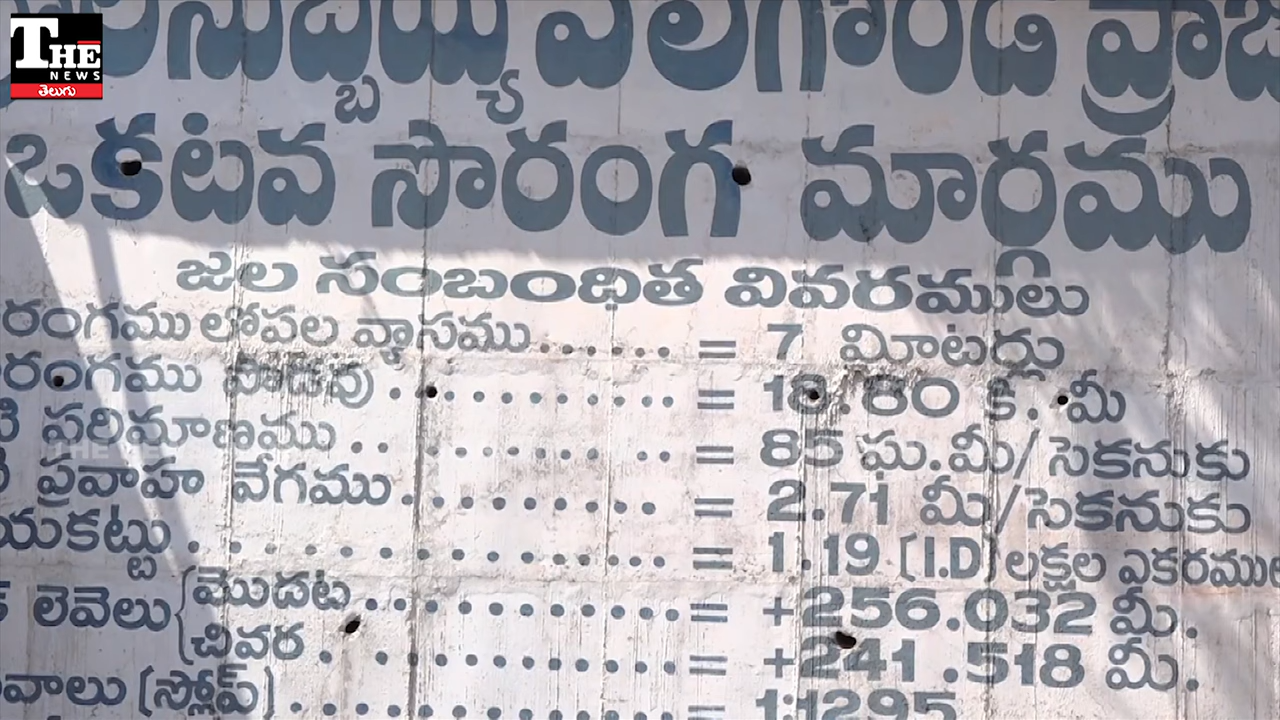 THE
NEWS
తెలుగు
వెలిగొండ
ఒకటవ సొరంగ మార్గము
జల సంబంధిత వివరములు
రంగము లోపల వ్యాసము ...... = 7 మీటర్లు
రంగము పొడవు .......... = 18.80 కి. మీ
పరిమాణము .......... = 85 ఘ.మీ/సెకనుకు
ప్రవాహ వేగము.......... = 2.71 మీ/సెకనుకు
యకట్టు ............. = 1.19 (I.D) లక్షల ఎకరముల
లెవెలు {మొదట ............ = +256.032 మీ.
చివర ............ = +241.518 మీ.
వాలు (స్లోప్) ............. = 1:1295